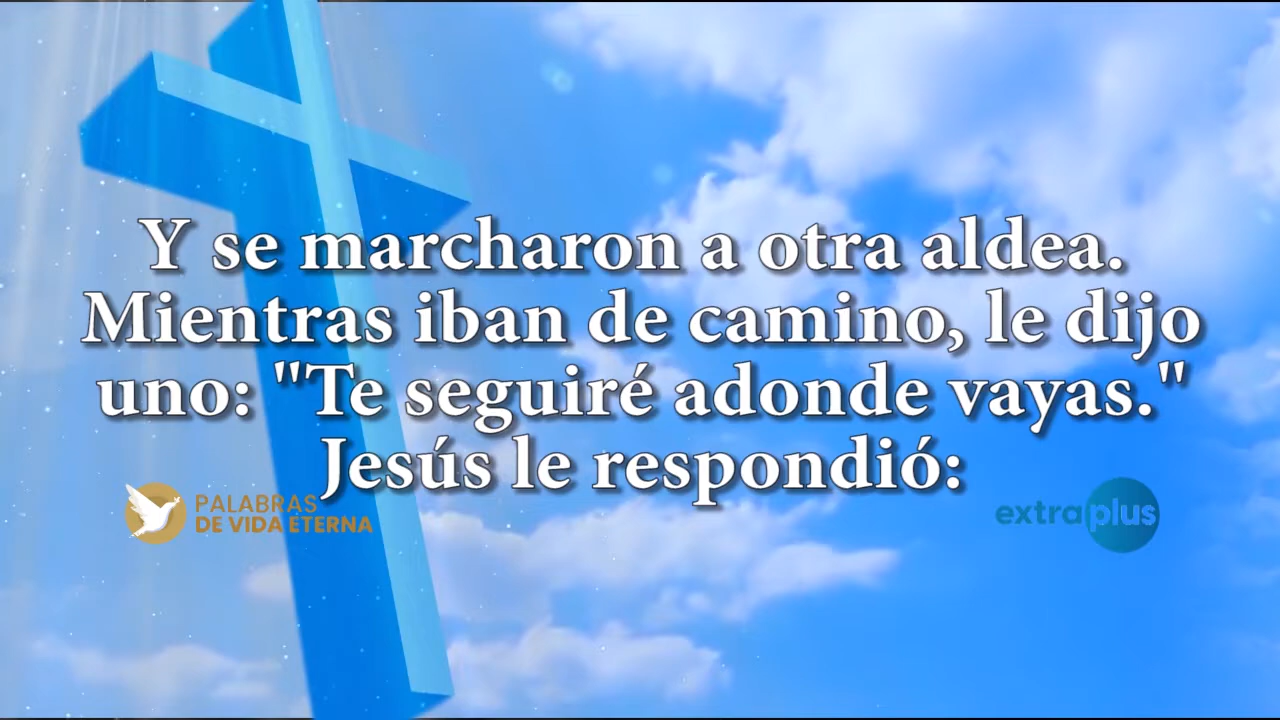 Y se marcharon a otra aldea.
Mientras iban de camino, le dijo
uno: "Te seguiré adonde vayas."
Jesús le respondió:
PALABRAS
DE VIDA ETERNA
extraplus